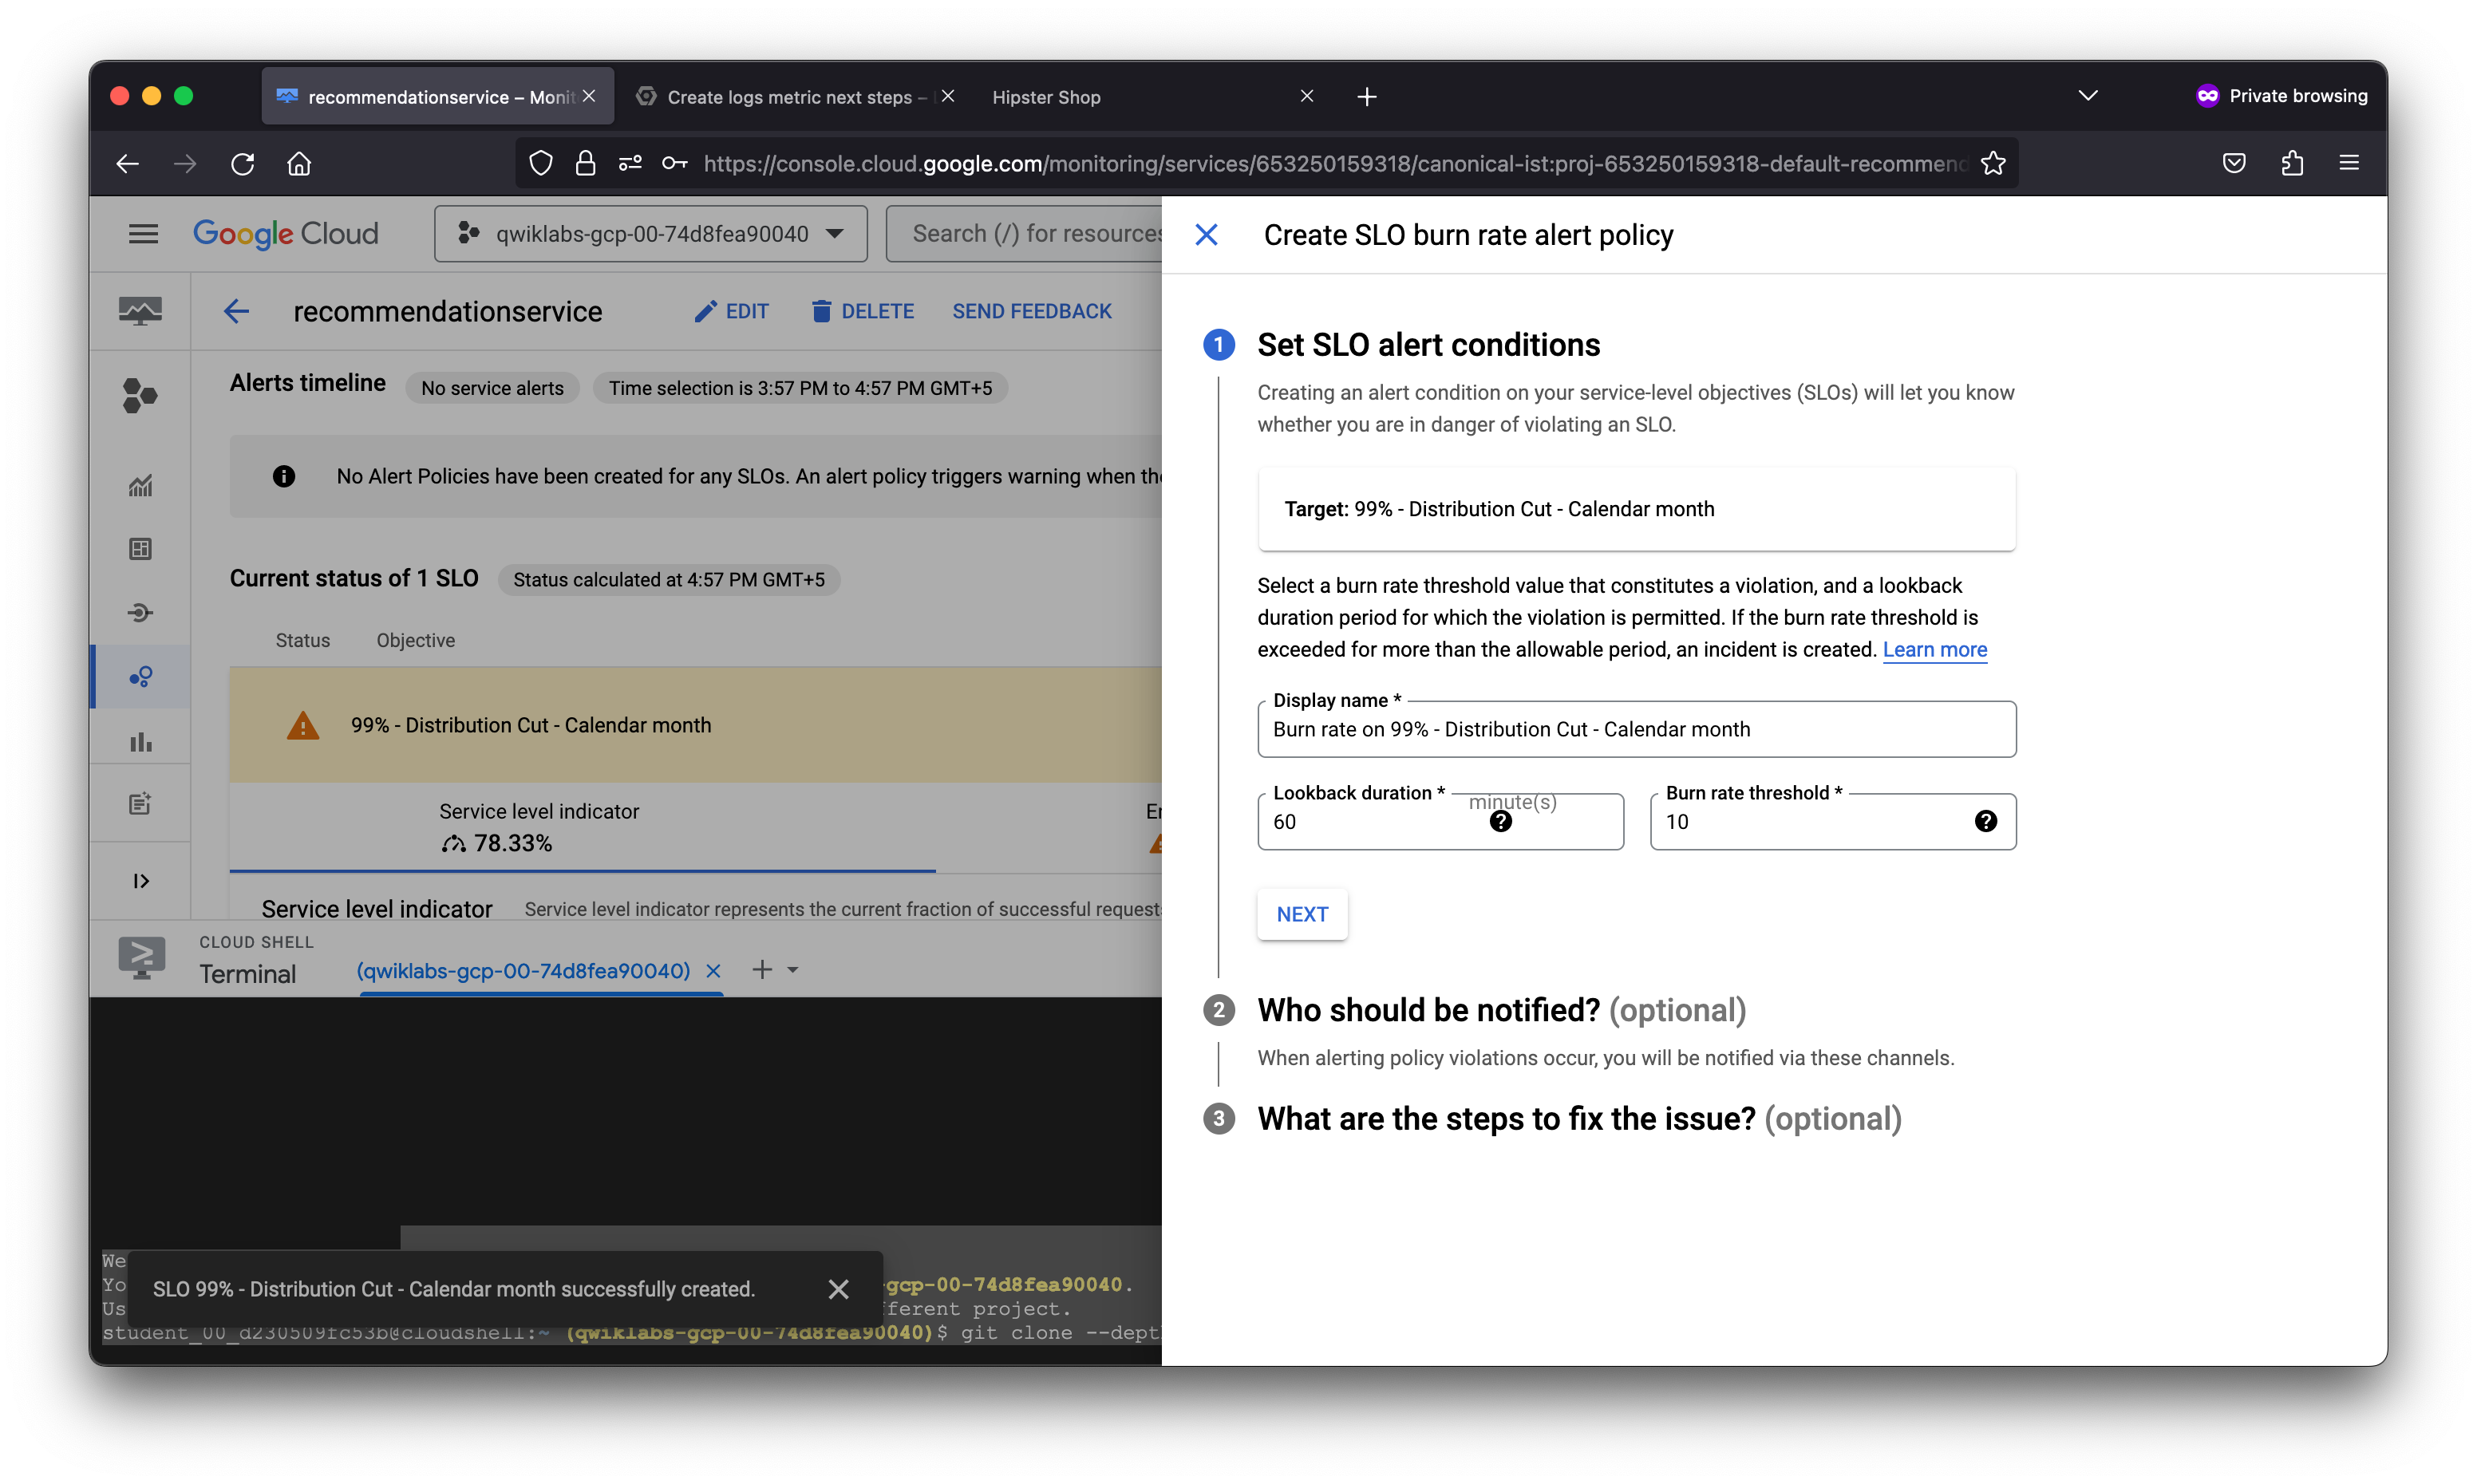 recommendationservice – Monit
Create logs metric next steps –
Hipster Shop
Private browsing
https://console.cloud.google.com/monitoring/services/653250159318/canonical-ist:proj-653250159318-default-recommend
Google Cloud
qwiklabs-gcp-00-74d8fea90040
Search (/) for resources
recommendationservice
EDIT
DELETE
SEND FEEDBACK
Alerts timeline
No service alerts
Time selection is 3:57 PM to 4:57 PM GMT+5
No Alert Policies have been created for any SLOs. An alert policy triggers warning when the
Current status of 1 SLO
Status calculated at 4:57 PM GMT+5
Status
Objective
99% - Distribution Cut - Calendar month
Service level indicator
78.33%
Er
Service level indicator
Service level indicator represents the current fraction of successful requests
CLOUD SHELL
Terminal
(qwiklabs-gcp-00-74d8fea90040)
We
Yo
-gcp-00-74d8fea90040.
Us
fferent project.
student_00_d230509fc53b@cloudshell:~ (qwiklabs-gcp-00-74d8fea90040)$ git clone --dept
SLO 99% - Distribution Cut - Calendar month successfully created.
Create SLO burn rate alert policy
1
Set SLO alert conditions
Creating an alert condition on your service-level objectives (SLOs) will let you know
whether you are in danger of violating an SLO.
Target: 99% - Distribution Cut - Calendar month
Select a burn rate threshold value that constitutes a violation, and a lookback
duration period for which the violation is permitted. If the burn rate threshold is
exceeded for more than the allowable period, an incident is created. Learn more
Display name *
Burn rate on 99% - Distribution Cut - Calendar month
Lookback duration *
minute(s)
60
Burn rate threshold *
10
NEXT
2
Who should be notified? (optional)
When alerting policy violations occur, you will be notified via these channels.
3
What are the steps to fix the issue? (optional)